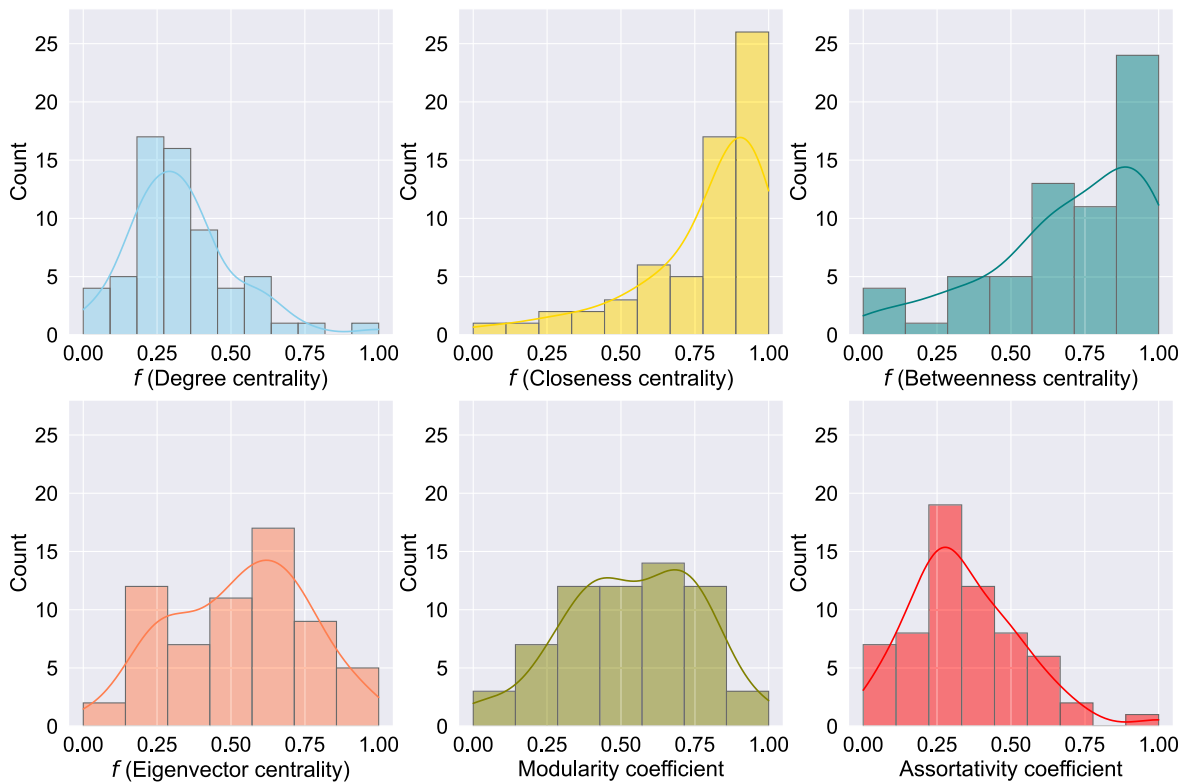 25
20
15
10
5
0
Count
0.00 0.25 0.50 0.75 1.00
f (Degree centrality)
25
20
15
10
5
0
Count
0.00 0.25 0.50 0.75 1.00
f (Closeness centrality)
25
20
15
10
5
0
Count
0.00 0.25 0.50 0.75 1.00
f (Betweenness centrality)
25
20
15
10
5
0
Count
0.00 0.25 0.50 0.75 1.00
f (Eigenvector centrality)
25
20
15
10
5
0
Count
0.00 0.25 0.50 0.75 1.00
Modularity coefficient
25
20
15
10
5
0
Count
0.00 0.25 0.50 0.75 1.00
Assortativity coefficient